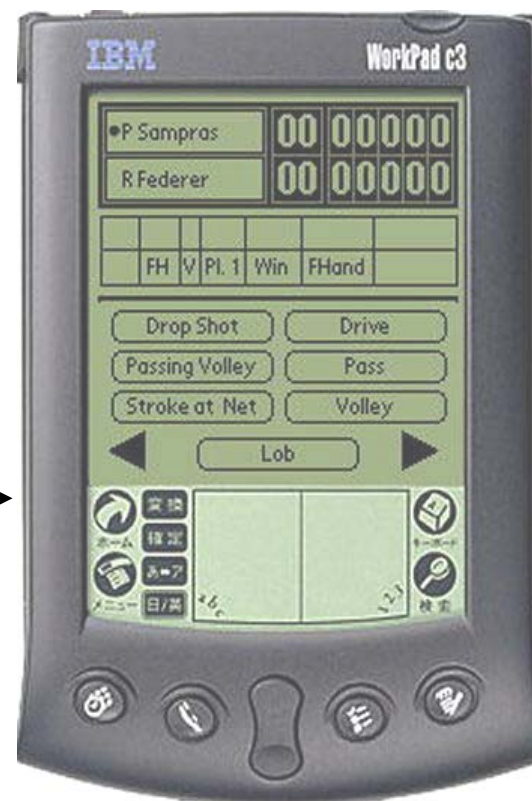 IBM WorkPad c3
●P Sampras 00 00000
R Federer 00 00000
FH V Pl. 1 Win FHand
Drop Shot Drive
Passing Volley Pass
Stroke at Net Volley
Lob
変換
確定
ホーム キーボード
あ↔ア
メニュー 日/英 abc 123 検索